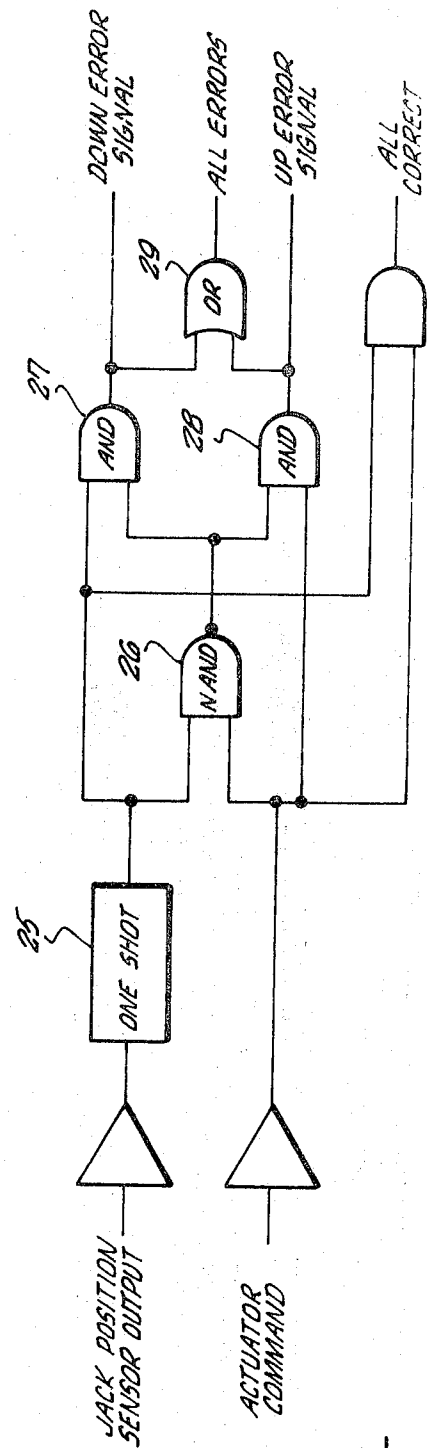 JACK POSITION
SENSOR OUTPUT
ACTUATOR
COMMAND
25
ONE SHOT
26
NAND
27
AND
28
AND
29
OR
DOWN ERROR
SIGNAL
ALL ERRORS
UP ERROR
SIGNAL
ALL
CORRECT